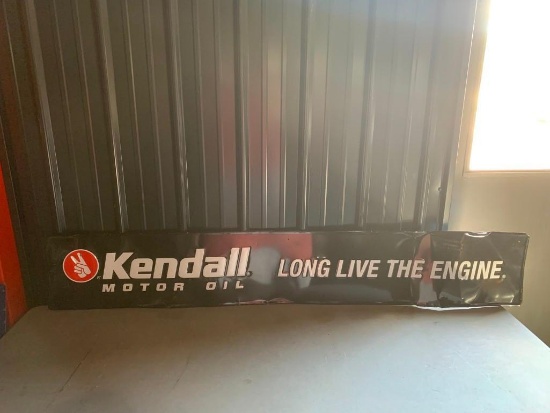 Kendall
MOTOR OIL
LONG LIVE THE ENGINE.